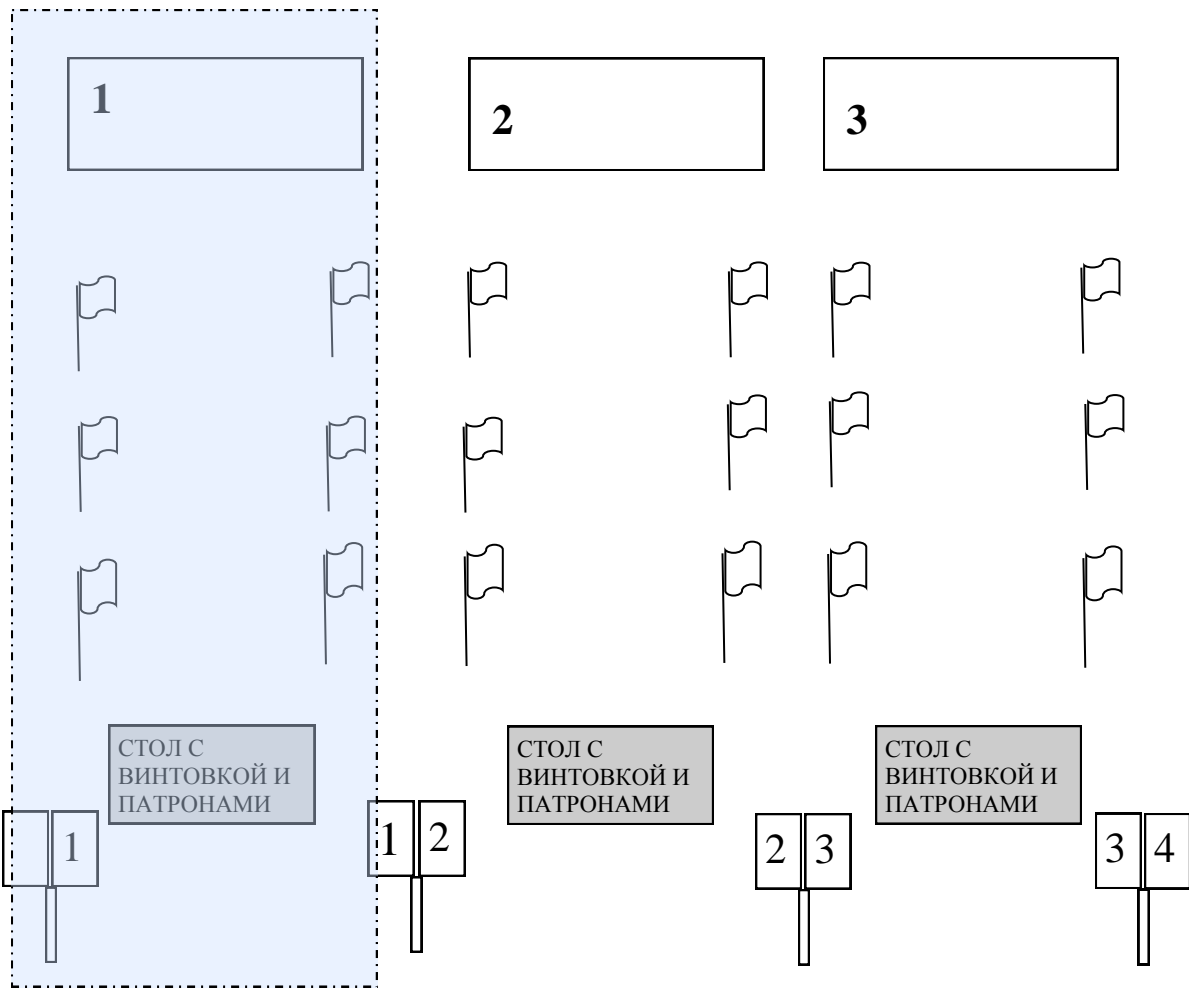 1
2
3
СТОЛ С
ВИНТОВКОЙ И
ПАТРОНАМИ
СТОЛ С
ВИНТОВКОЙ И
ПАТРОНАМИ
СТОЛ С
ВИНТОВКОЙ И
ПАТРОНАМИ
1
1 2
2 3
3 4